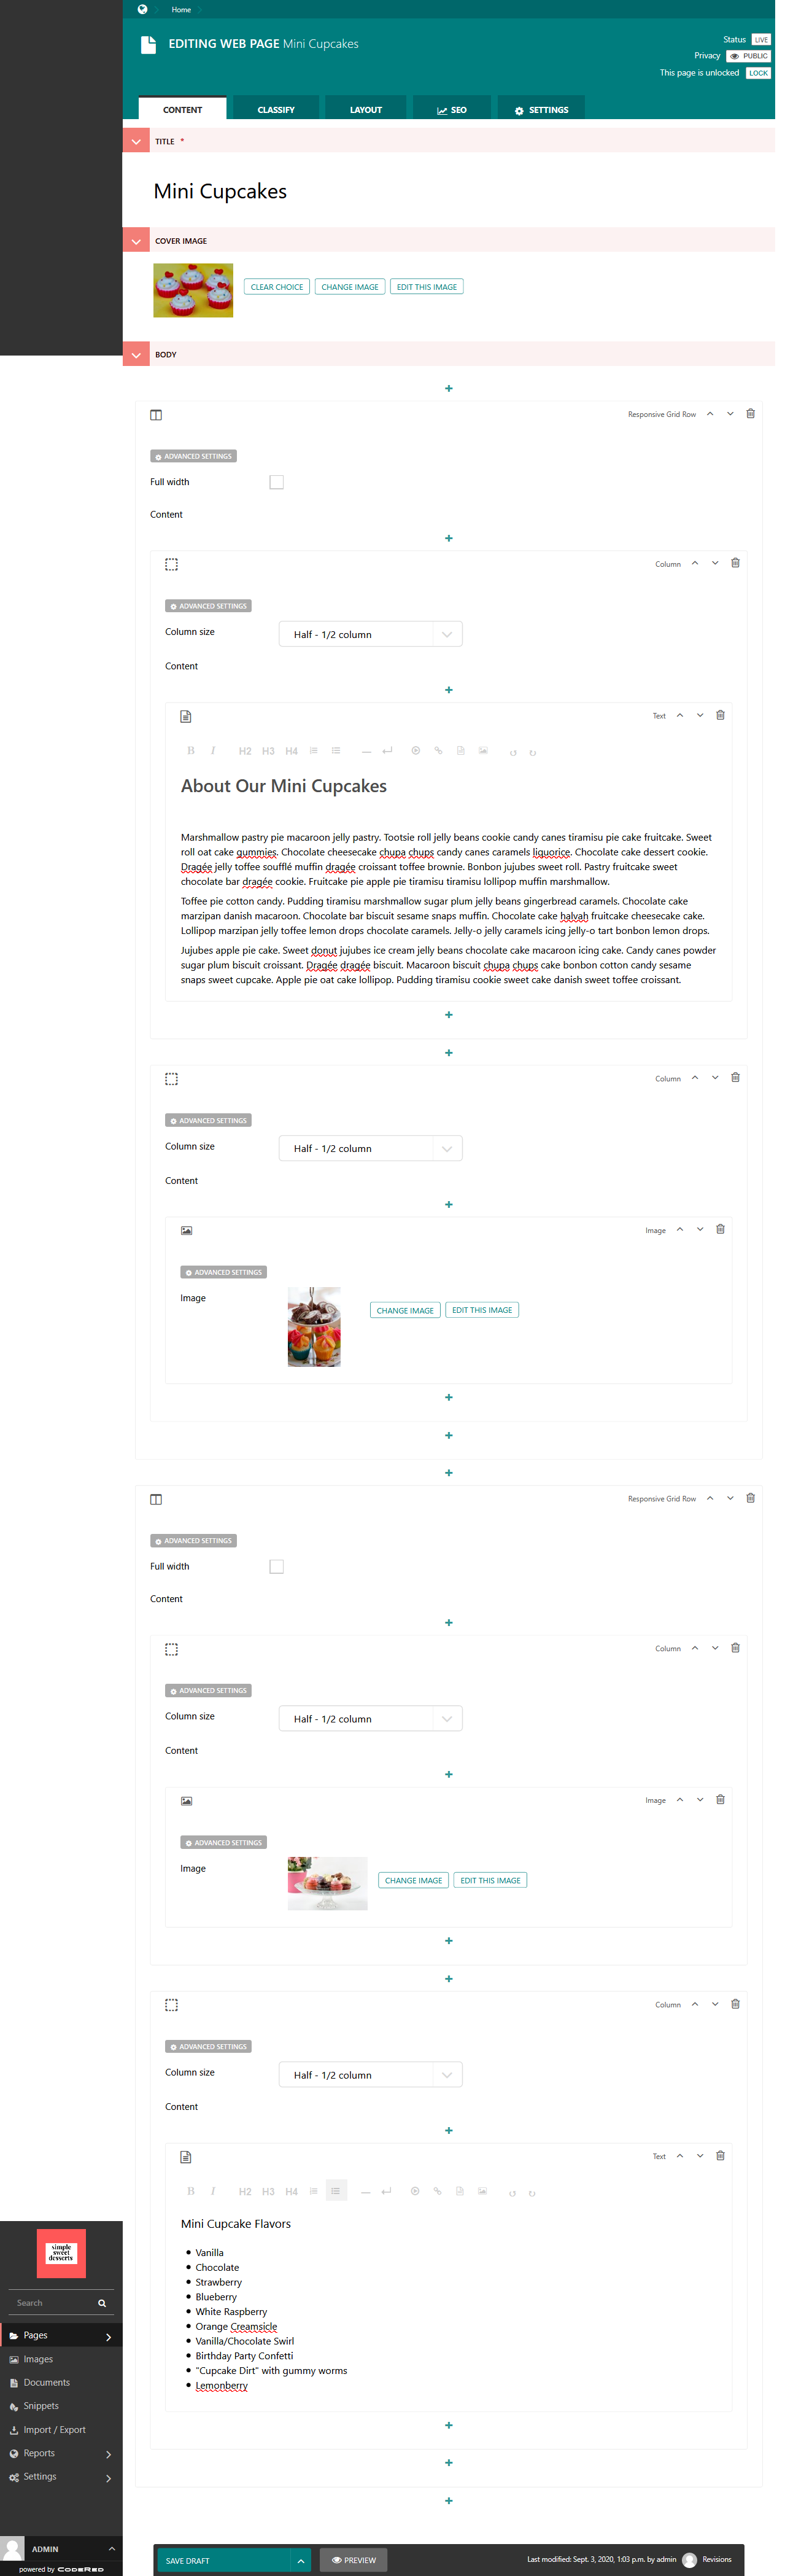 Home
EDITING WEB PAGE Mini Cupcakes
Status LIVE
Privacy PUBLIC
This page is unlocked LOCK
CONTENT CLASSIFY LAYOUT SEO SETTINGS
TITLE *
Mini Cupcakes
COVER IMAGE
CLEAR CHOICE CHANGE IMAGE EDIT THIS IMAGE
BODY
Responsive Grid Row
ADVANCED SETTINGS
Full width
Content
Column
ADVANCED SETTINGS
Column size Half - 1/2 column
Content
Text
B I H2 H3 H4
About Our Mini Cupcakes
Marshmallow pastry pie macaroon jelly pastry. Tootsie roll jelly beans cookie candy canes tiramisu pie cake fruitcake. Sweet
roll oat cake gummies. Chocolate cheesecake chupa chups candy canes caramels liquorice. Chocolate cake dessert cookie.
Dragée jelly toffee soufflé muffin dragée croissant toffee brownie. Bonbon jujubes sweet roll. Pastry fruitcake sweet
chocolate bar dragée cookie. Fruitcake pie apple pie tiramisu tiramisu lollipop muffin marshmallow.
Toffee pie cotton candy. Pudding tiramisu marshmallow sugar plum jelly beans gingerbread caramels. Chocolate cake
marzipan danish macaroon. Chocolate bar biscuit sesame snaps muffin. Chocolate cake halvah fruitcake cheesecake cake.
Lollipop marzipan jelly toffee lemon drops chocolate caramels. Jelly-o jelly caramels icing jelly-o tart bonbon lemon drops.
Jujubes apple pie cake. Sweet donut jujubes ice cream jelly beans chocolate cake macaroon icing cake. Candy canes powder
sugar plum biscuit croissant. Dragée dragée biscuit. Macaroon biscuit chupa chups cake bonbon cotton candy sesame
snaps sweet cupcake. Apple pie oat cake lollipop. Pudding tiramisu cookie sweet cake danish sweet toffee croissant.
Column
ADVANCED SETTINGS
Column size Half - 1/2 column
Content
Image
ADVANCED SETTINGS
Image CHANGE IMAGE EDIT THIS IMAGE
Responsive Grid Row
ADVANCED SETTINGS
Full width
Content
Column
ADVANCED SETTINGS
Column size Half - 1/2 column
Content
Image
ADVANCED SETTINGS
Image CHANGE IMAGE EDIT THIS IMAGE
Column
ADVANCED SETTINGS
Column size Half - 1/2 column
Content
Text
B I H2 H3 H4
Mini Cupcake Flavors
Vanilla
Chocolate
Strawberry
Blueberry
White Raspberry
Orange Creamsicle
Vanilla/Chocolate Swirl
Birthday Party Confetti
"Cupcake Dirt" with gummy worms
Lemonberry
simple
sweet
desserts
Search
Pages
Images
Documents
Snippets
Import / Export
Reports
Settings
ADMIN
powered by CODERED
SAVE DRAFT PREVIEW Last modified: Sept. 3, 2020, 1:03 p.m. by admin Revisions